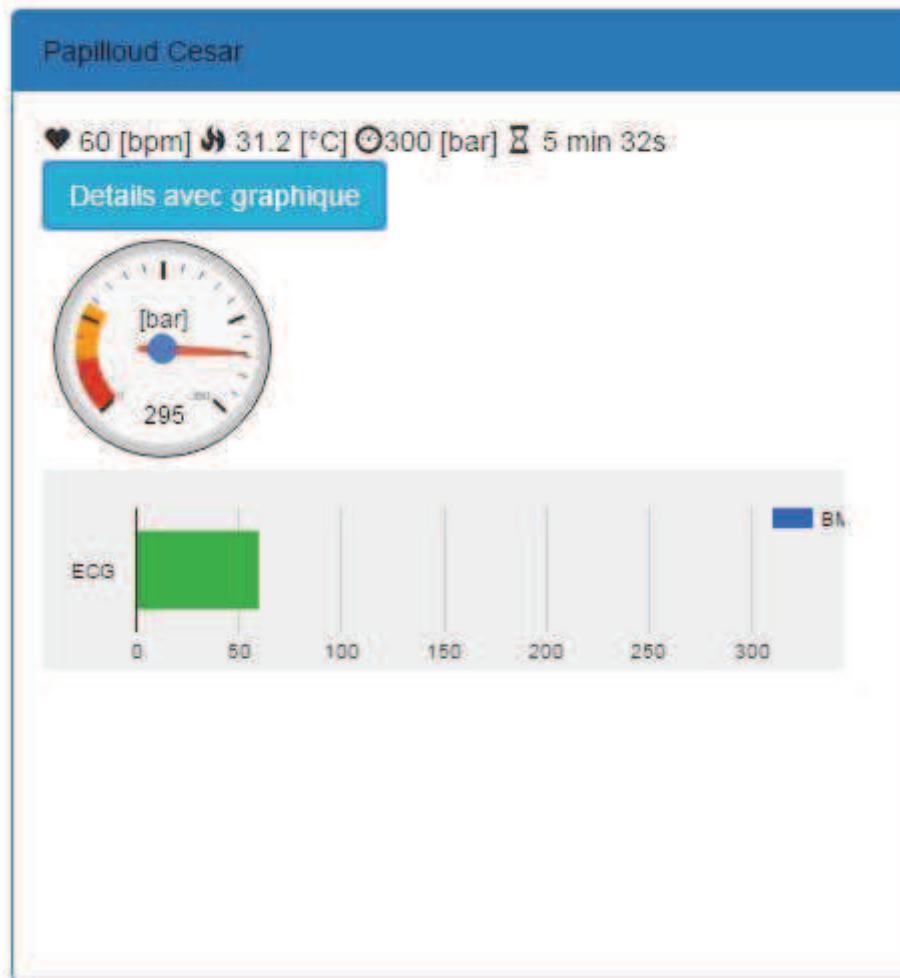 Papilloud Cesar
60 [bpm] 31.2 [°C] 300 [bar] 5 min 32s
Details avec graphique
[bar]
295
ECG
0 50 100 150 200 250 300